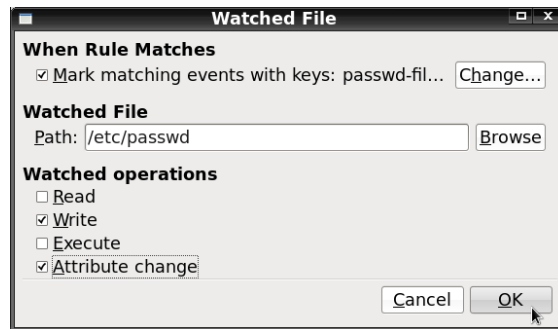 Watched File
When Rule Matches
Mark matching events with keys: passwd-fil... Change...
Watched File
Path: /etc/passwd Browse
Watched operations
Read
Write
Execute
Attribute change
Cancel OK